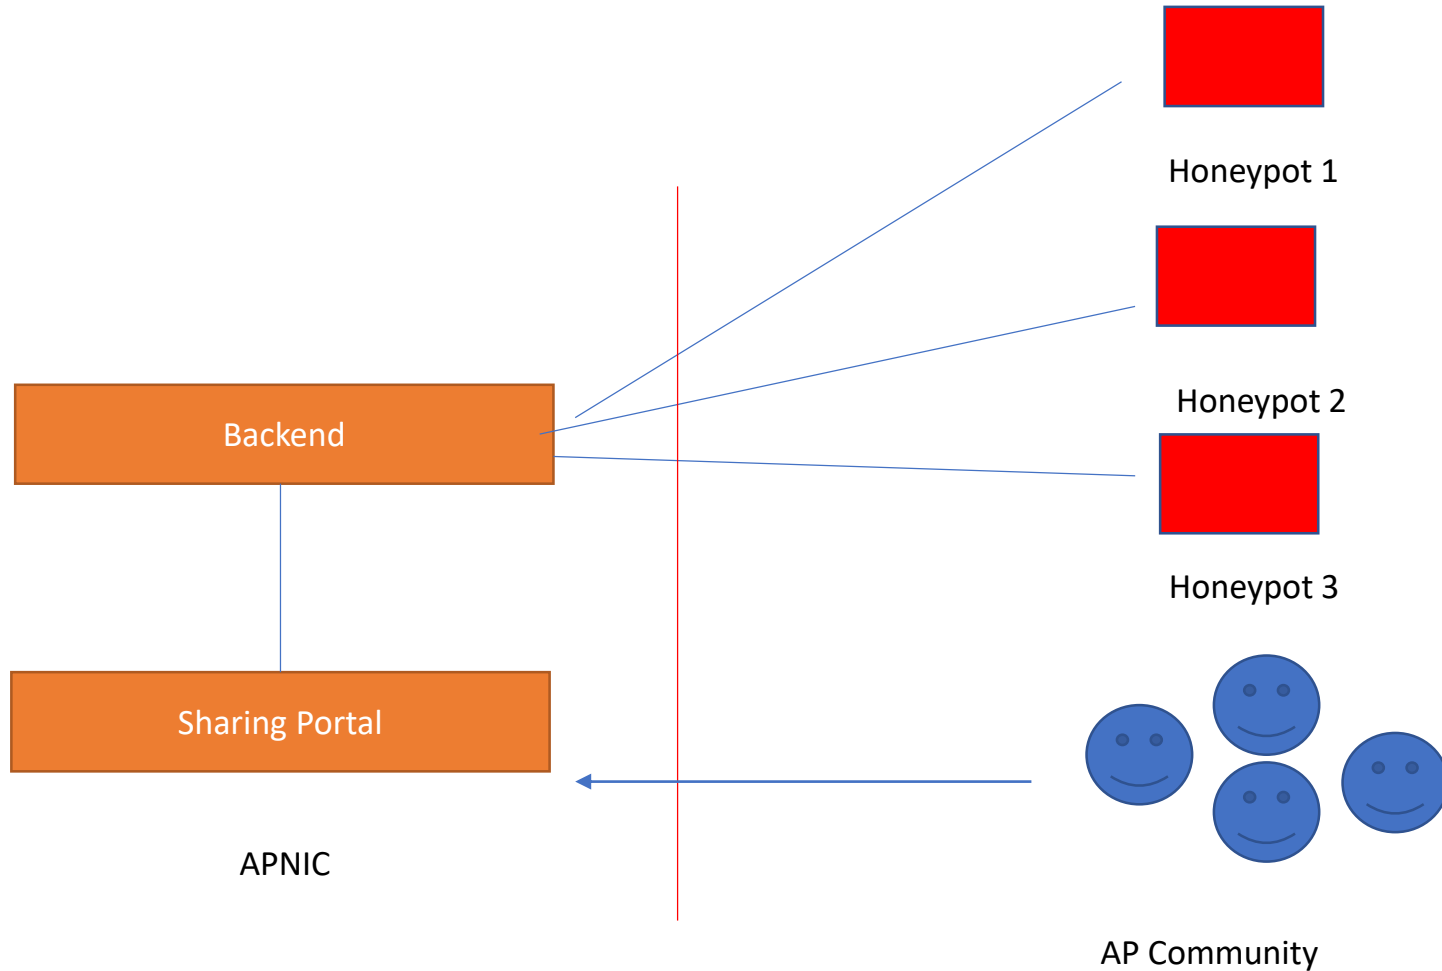 Honeypot 1
Honeypot 2
Backend
Honeypot 3
Sharing Portal
APNIC
AP Community